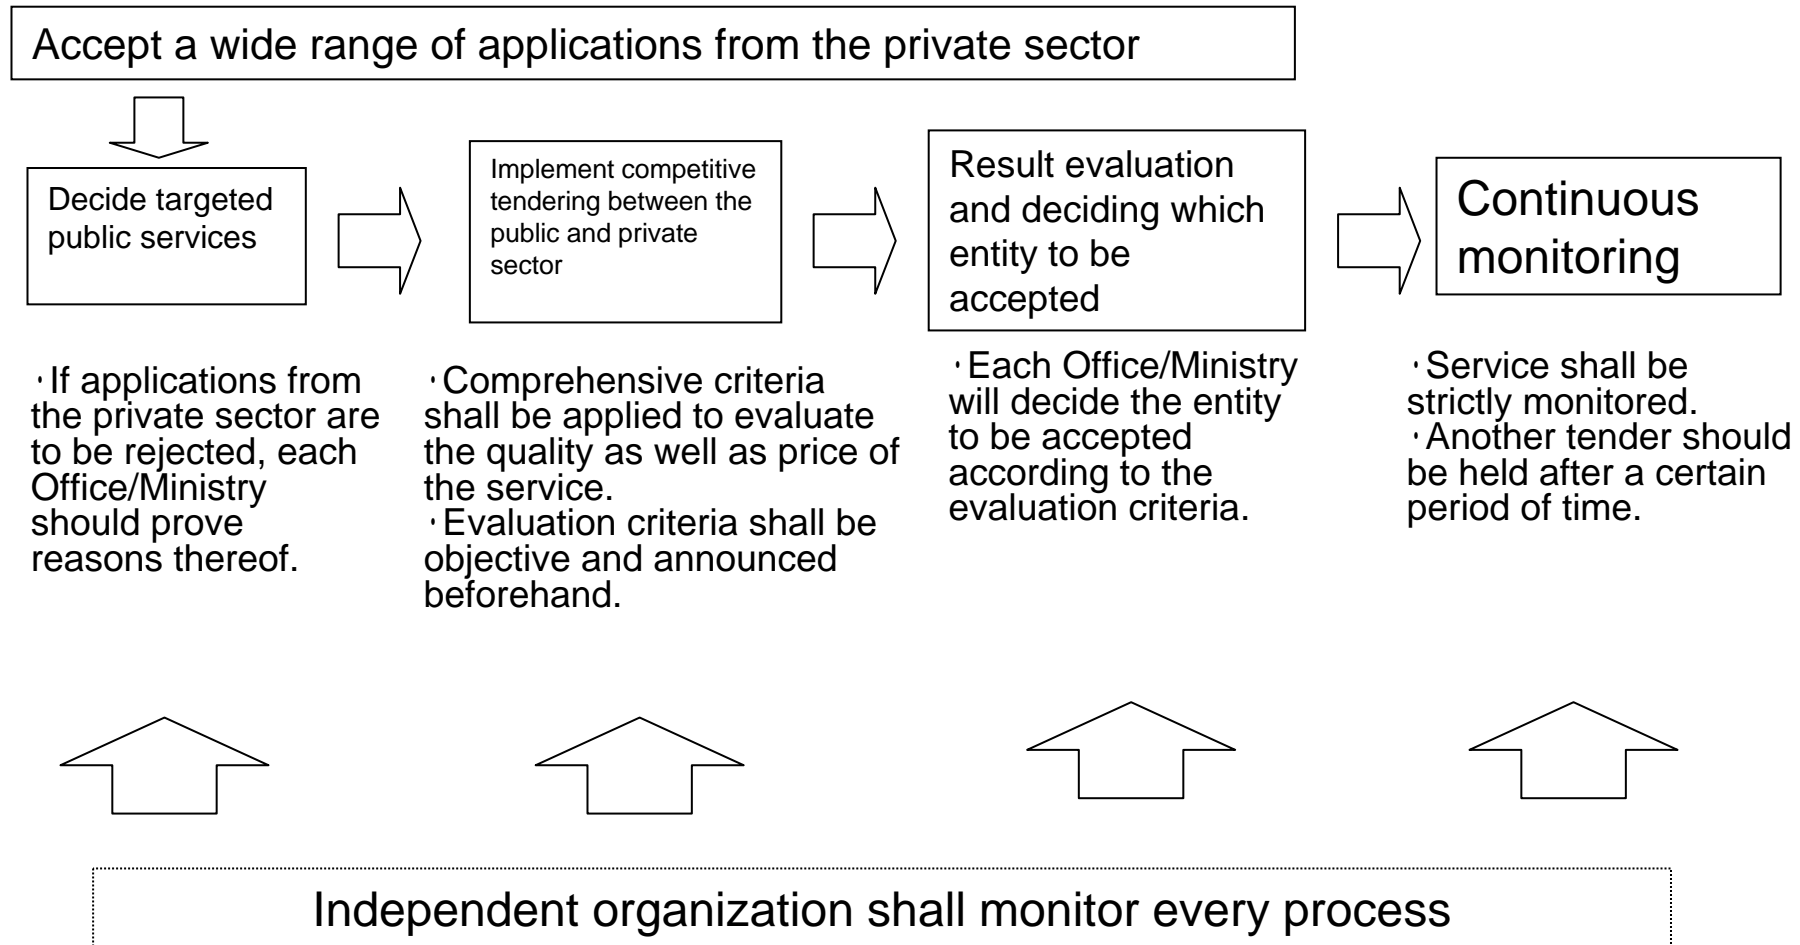 Accept a wide range of applications from the private sector
Decide targeted
public services
Implement competitive
tendering between the
public and private
sector
Result evaluation
and deciding which
entity to be
accepted
Continuous
monitoring
・If applications from
the private sector are
to be rejected, each
Office/Ministry
should prove
reasons thereof.
・Comprehensive criteria
shall be applied to evaluate
the quality as well as price of
the service.
・Evaluation criteria shall be
objective and announced
beforehand.
・Each Office/Ministry
will decide the entity
to be accepted
according to the
evaluation criteria.
・Service shall be
strictly monitored.
・Another tender should
be held after a certain
period of time.
Independent organization shall monitor every process